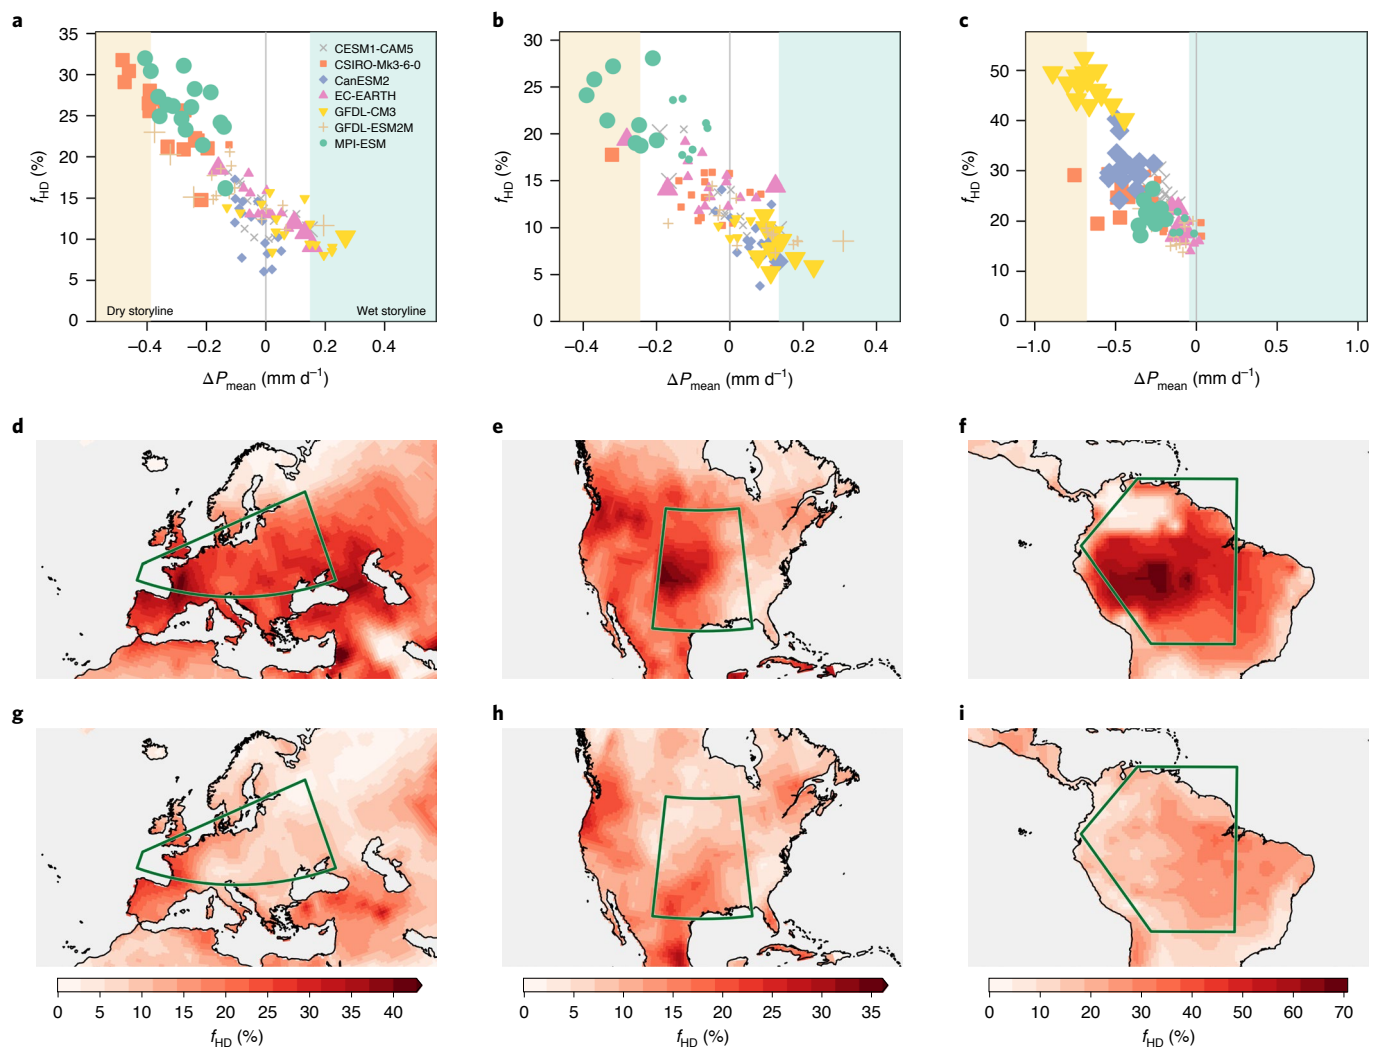 a
f_HD (%)
35
30
25
20
15
10
5
0
CESM1-CAM5
CSIRO-Mk3-6-0
CanESM2
EC-EARTH
GFDL-CM3
GFDL-ESM2M
MPI-ESM
Dry storyline
Wet storyline
–0.4 –0.2 0 0.2 0.4
ΔP_mean (mm d⁻¹)
b
f_HD (%)
30
25
20
15
10
5
0
–0.4 –0.2 0 0.2 0.4
ΔP_mean (mm d⁻¹)
c
f_HD (%)
50
40
30
20
10
0
–1.0 –0.5 0 0.5 1.0
ΔP_mean (mm d⁻¹)
d
e
f
g
h
i
0 5 10 15 20 25 30 35 40
f_HD (%)
0 5 10 15 20 25 30 35
f_HD (%)
0 10 20 30 40 50 60 70
f_HD (%)